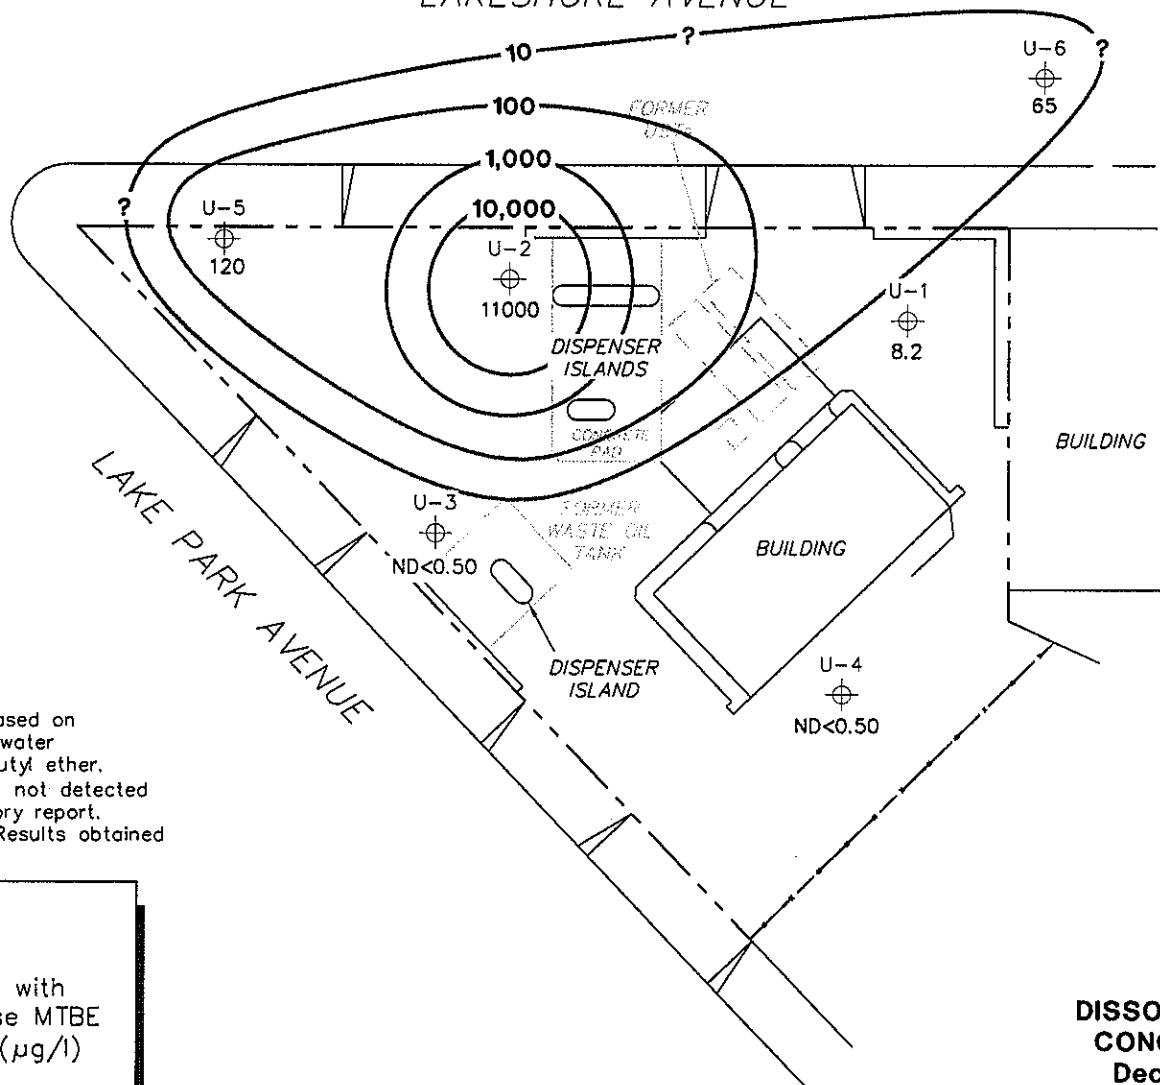 LAKESHORE AVENUE
10
?
?
U-6
65
100
FORMER
USTs
1,000
?
U-5
120
10,000
U-2
11000
U-1
8.2
DISPENSER
ISLANDS
CONCRETE
PAD
BUILDING
LAKE PARK AVENUE
U-3
ND<0.50
FORMER
WASTE OIL
TANK
BUILDING
DISPENSER
ISLAND
U-4
ND<0.50
ased on
water
utyl ether.
not detected
ory report.
Results obtained
with
se MTBE
(µg/l)
DISSO
CONC
Dec